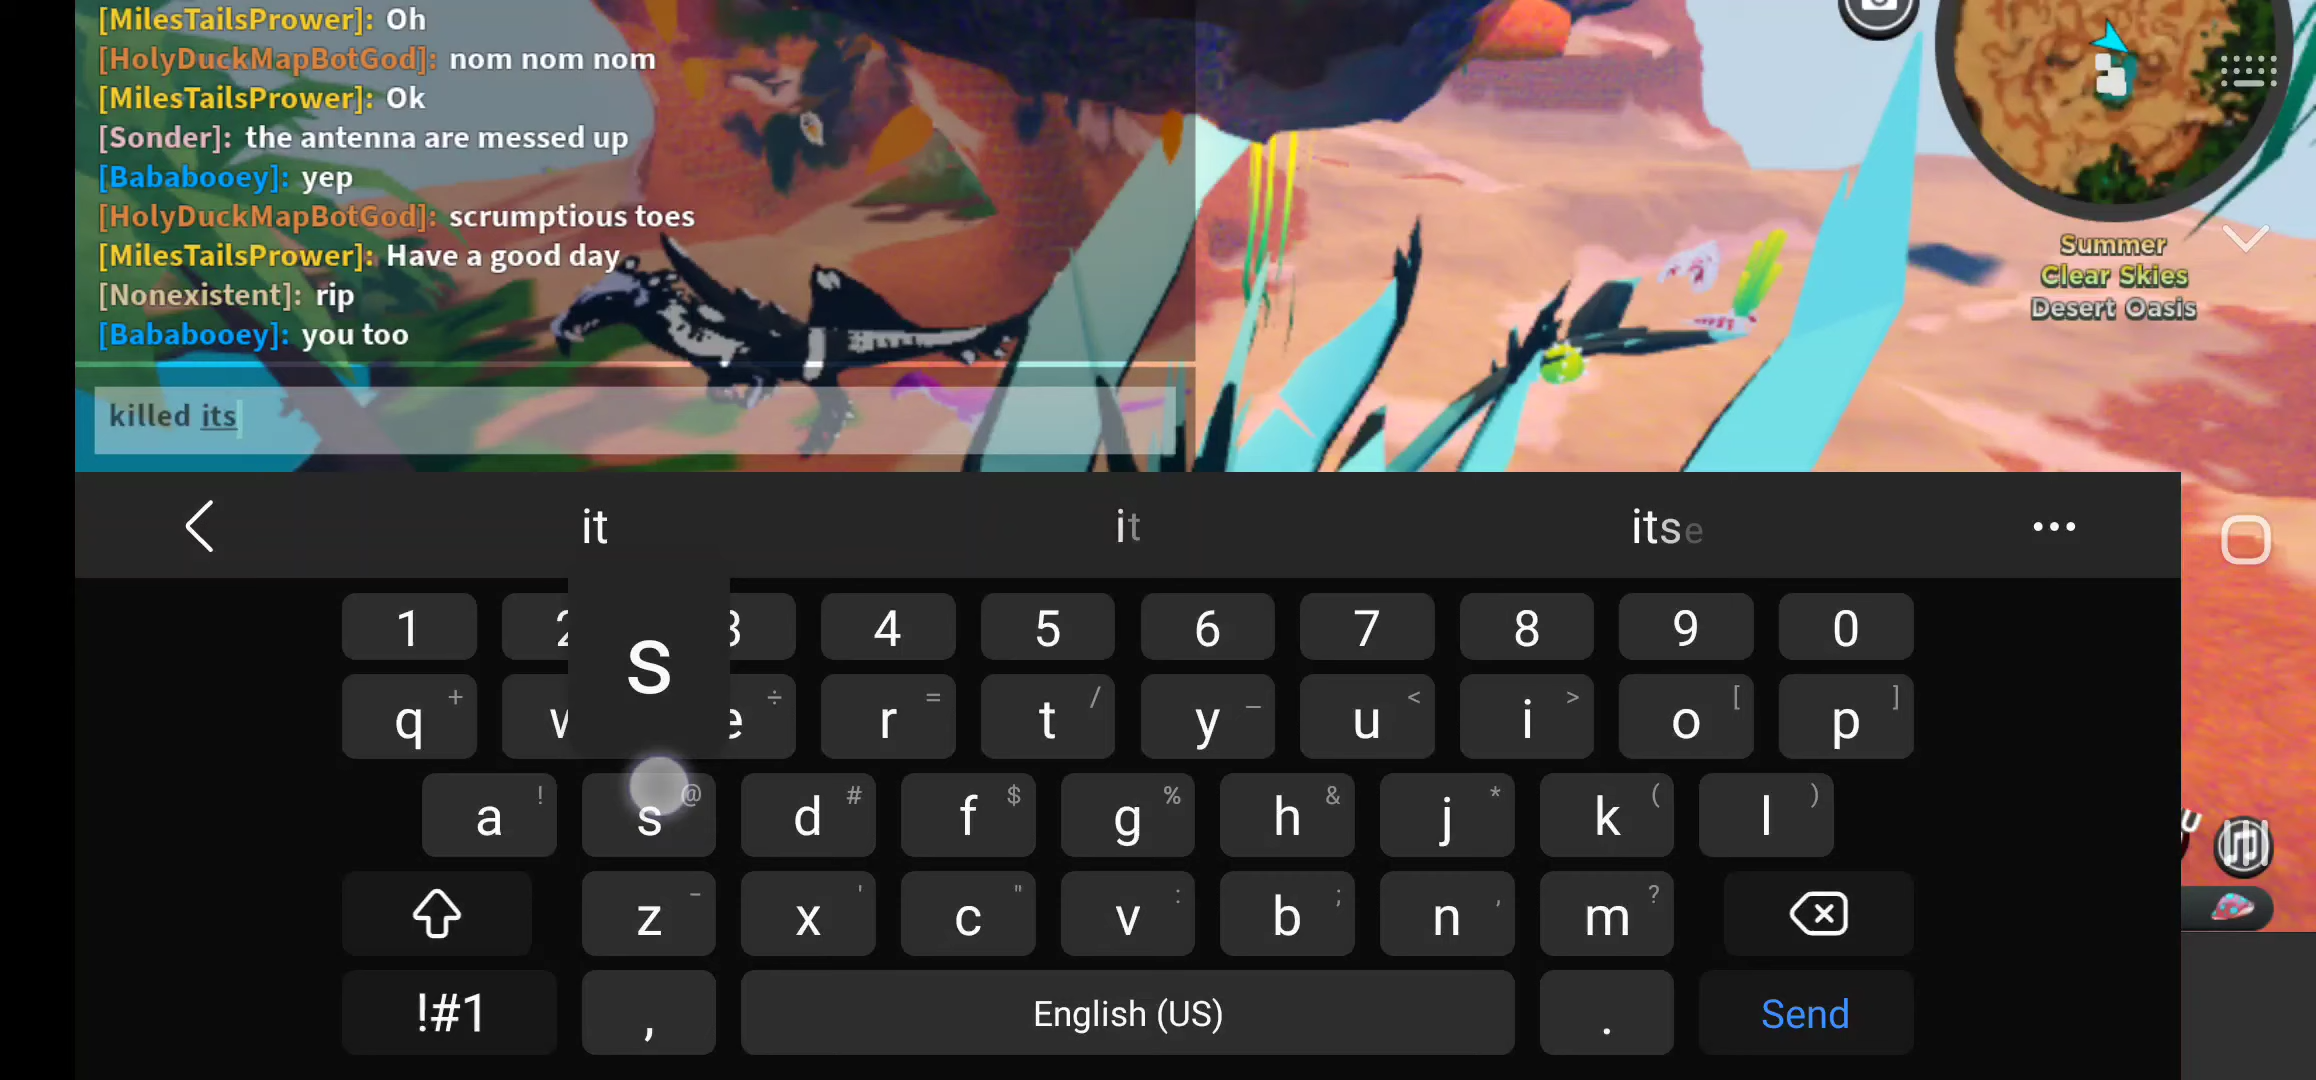 [MilesTailsPrower]: Oh
[HolyDuckMapBotGod]: nom nom nom
[MilesTailsPrower]: Ok
[Sonder]: the antenna are messed up
[Bababooey]: yep
[HolyDuckMapBotGod]: scrumptious toes
[MilesTailsPrower]: Have a good day
[Nonexistent]: rip
[Bababooey]: you too
killed its
Summer
Clear Skies
Desert Oasis
it it itse
s
1 2 3 4 5 6 7 8 9 0
+ ÷ = / _ < > [ ]
q w e r t y u i o p
! @ # $ % & * ( )
a s d f g h j k l
- ' " : ; , ?
z x c v b n m
!#1 , English (US) . Send
U